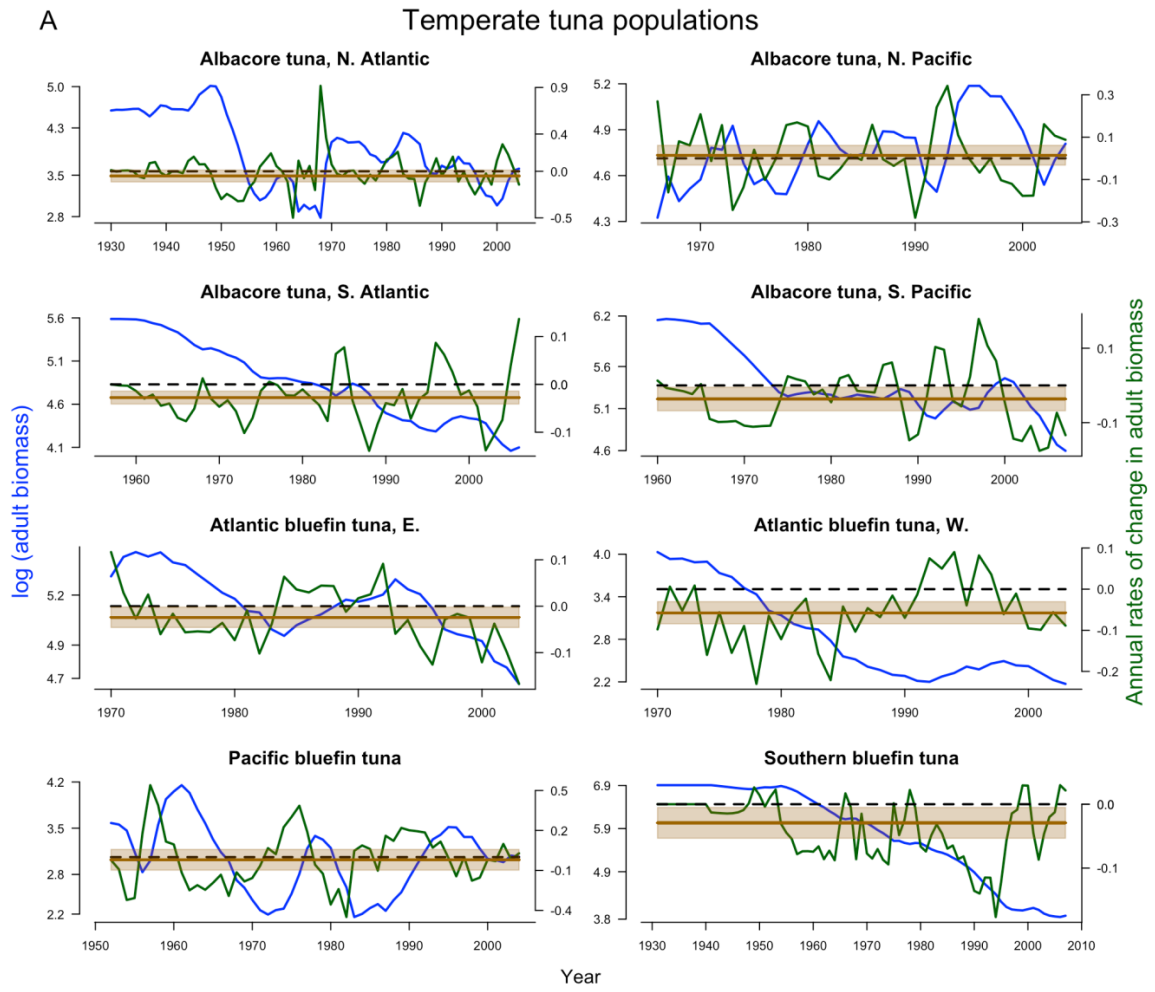 A
Temperate tuna populations
Albacore tuna, N. Atlantic
5.0
4.3
3.5
2.8
0.9
0.4
0.0
-0.5
1930 1940 1950 1960 1970 1980 1990 2000
Albacore tuna, N. Pacific
5.2
4.9
4.6
4.3
0.3
0.1
-0.1
-0.3
1970 1980 1990 2000
Albacore tuna, S. Atlantic
5.6
5.1
4.6
4.1
0.1
0.0
-0.1
1960 1970 1980 1990 2000
Albacore tuna, S. Pacific
6.2
5.6
5.1
4.6
0.1
-0.1
1960 1970 1980 1990 2000
log (adult biomass)
Annual rates of change in adult biomass
Atlantic bluefin tuna, E.
5.2
4.9
4.7
0.1
0.0
-0.1
1970 1980 1990 2000
Atlantic bluefin tuna, W.
4.0
3.4
2.8
2.2
0.1
0.0
-0.1
-0.2
1970 1980 1990 2000
Pacific bluefin tuna
4.2
3.5
2.8
2.2
0.5
0.2
-0.1
-0.4
1950 1960 1970 1980 1990 2000
Southern bluefin tuna
6.9
5.9
4.9
3.8
0.0
-0.1
1930 1940 1950 1960 1970 1980 1990 2000 2010
Year